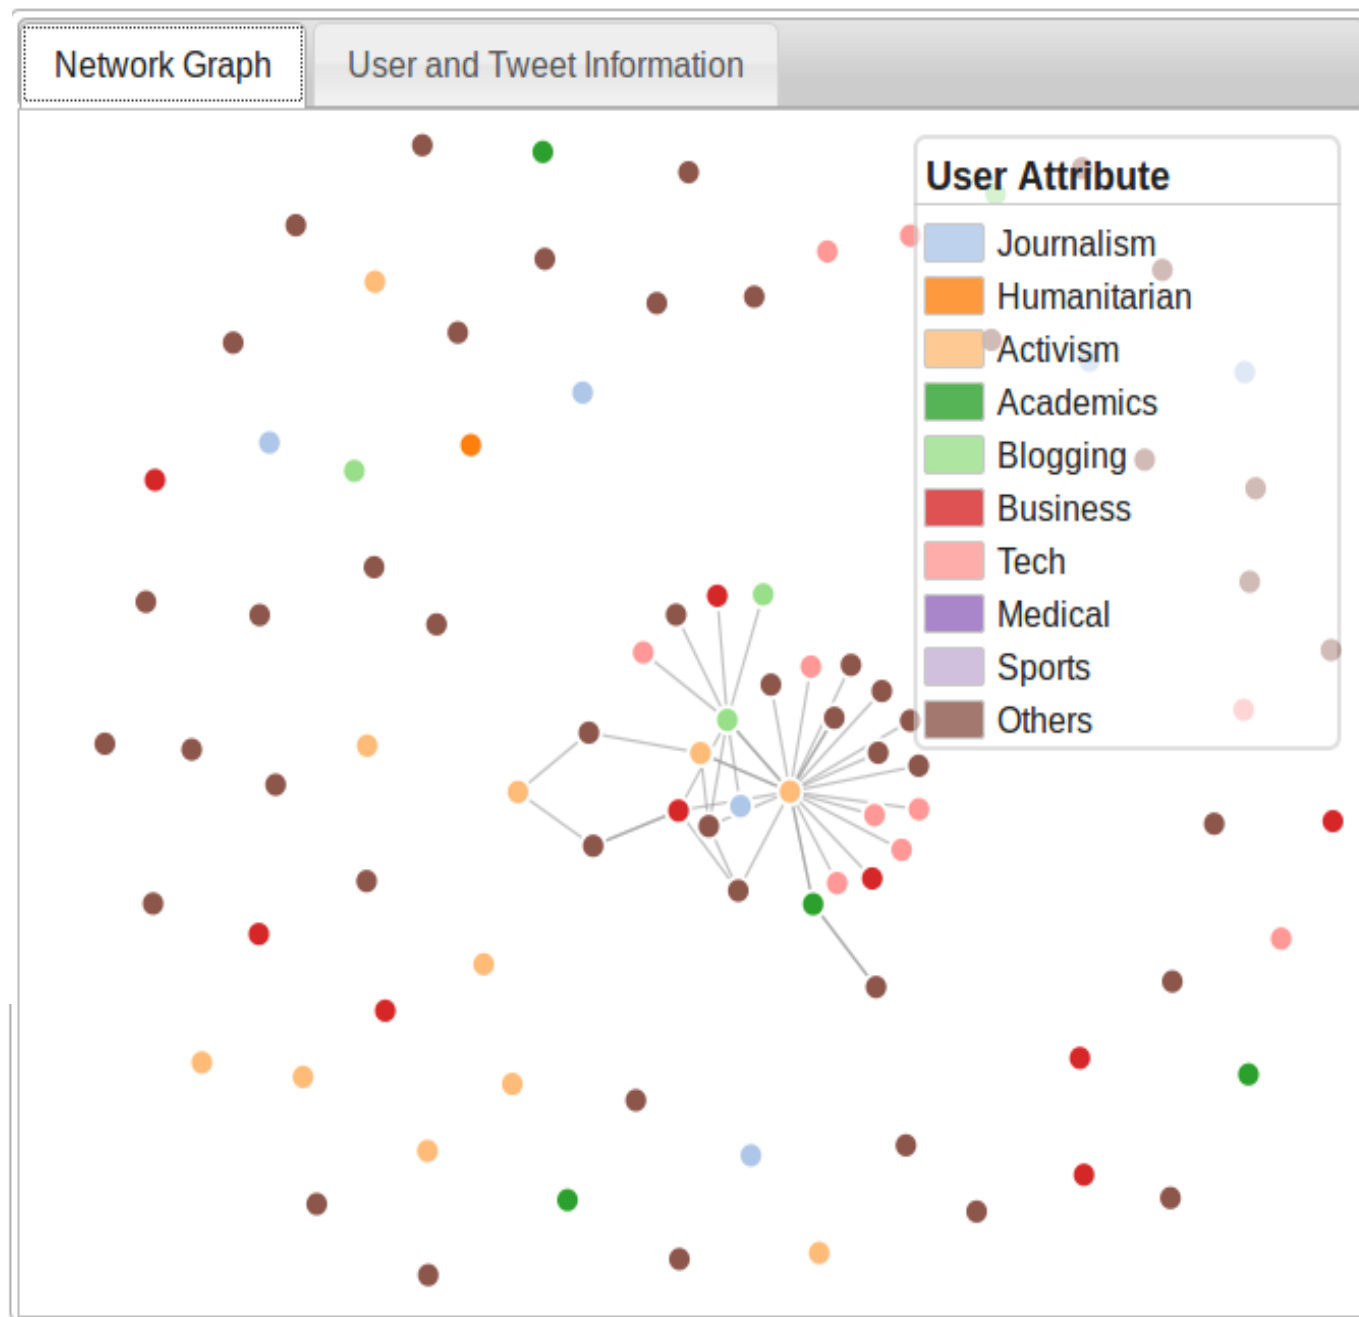 Network Graph
User and Tweet Information
User Attribute
Journalism
Humanitarian
Activism
Academics
Blogging
Business
Tech
Medical
Sports
Others